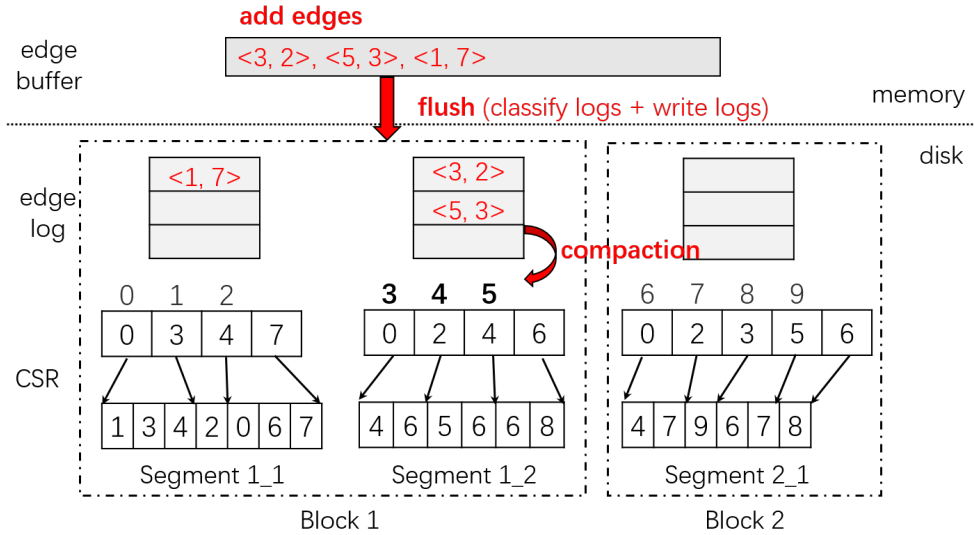 add edges
edge
buffer
<3, 2>, <5, 3>, <1, 7>
flush (classify logs + write logs)
memory
disk
edge
log
<1, 7>
<3, 2>
<5, 3>
compaction
0 1 2
3 4 5
6 7 8 9
0 3 4 7
0 2 4 6
0 2 3 5 6
CSR
1 3 4 2 0 6 7
4 6 5 6 6 8
4 7 9 6 7 8
Segment 1_1
Segment 1_2
Segment 2_1
Block 1
Block 2